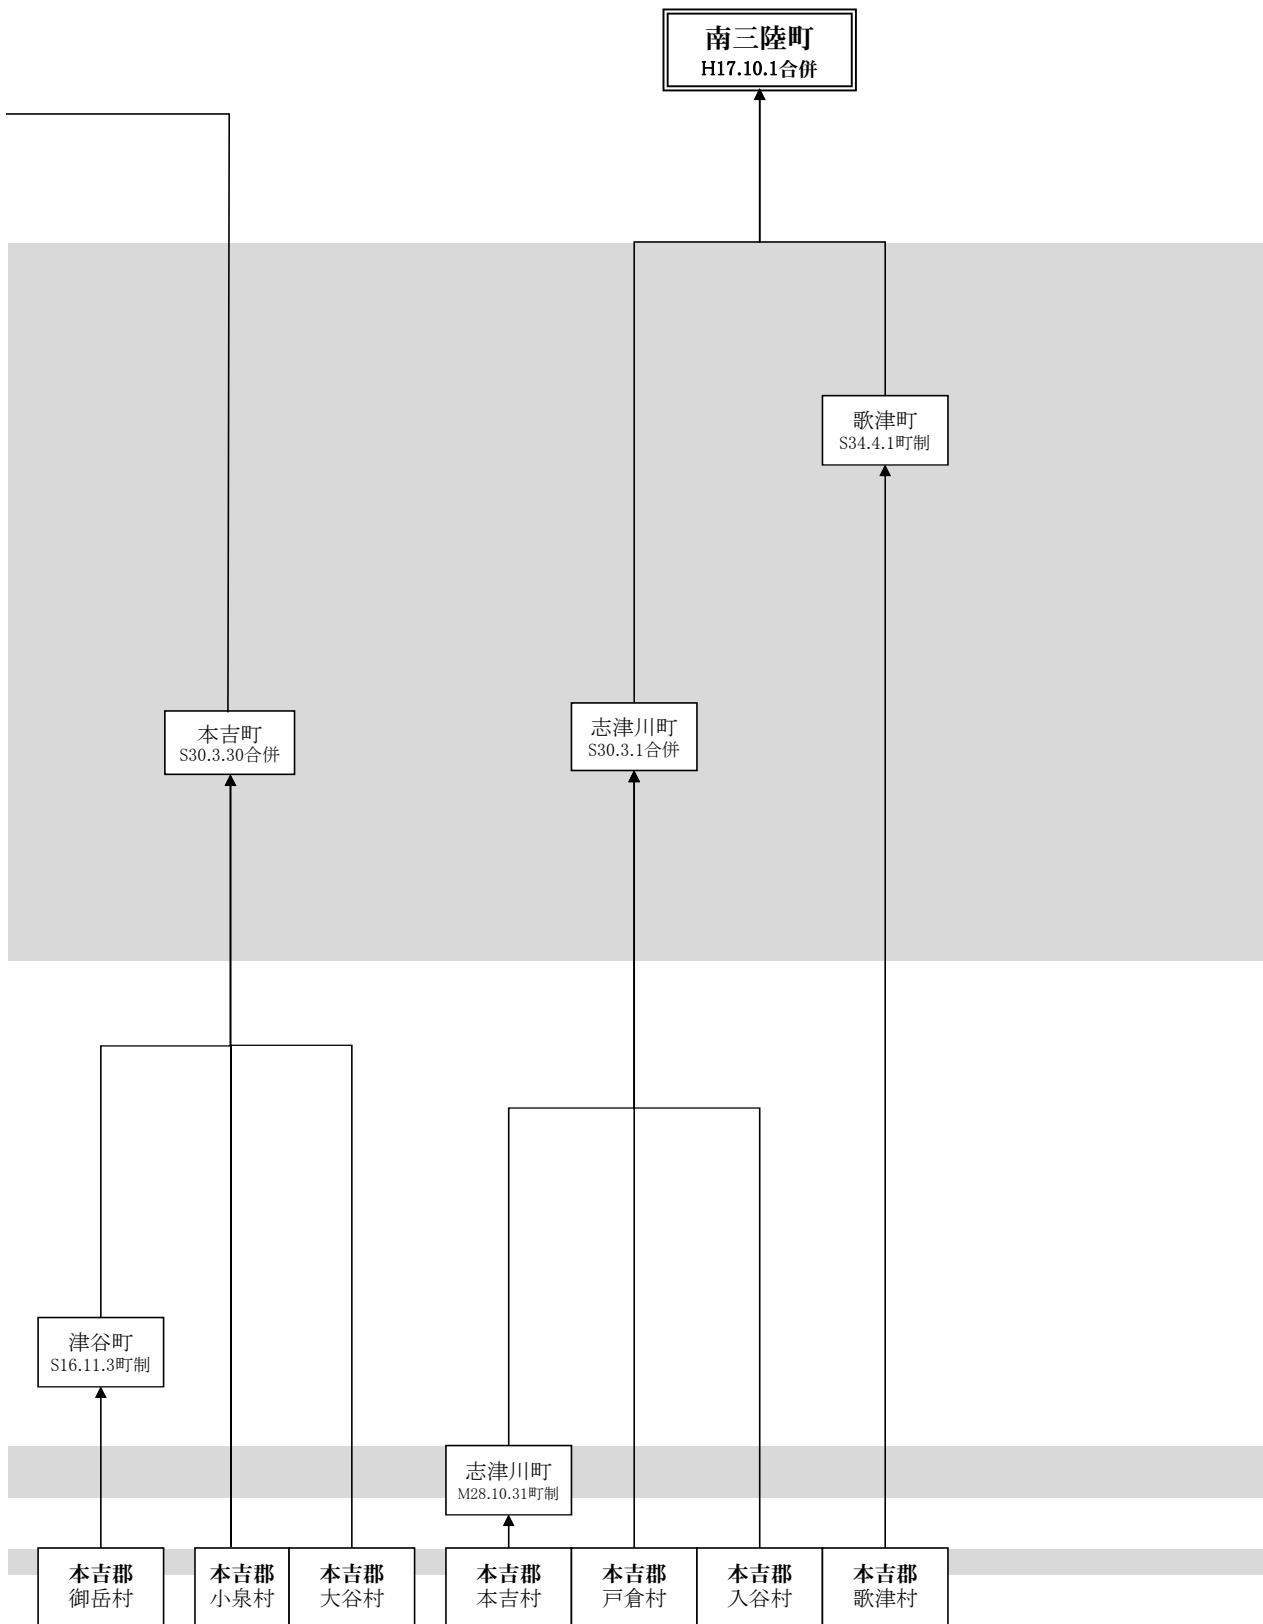 南三陸町
H17.10.1合併
歌津町
S34.4.1町制
本吉町
S30.3.30合併
志津川町
S30.3.1合併
津谷町
S16.11.3町制
志津川町
M28.10.31町制
本吉郡
御岳村
本吉郡
小泉村
本吉郡
大谷村
本吉郡
本吉村
本吉郡
戸倉村
本吉郡
入谷村
本吉郡
歌津村